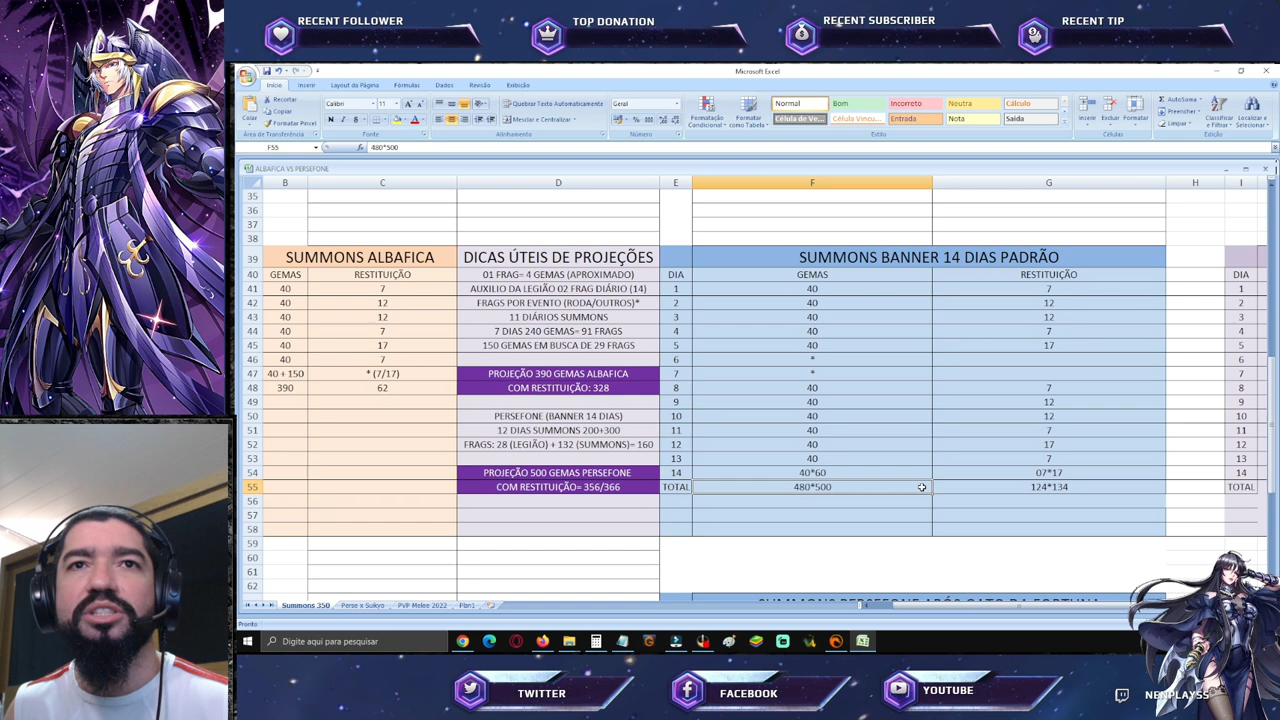 RECENT FOLLOWER
TOP DONATION
RECENT SUBSCRIBER
RECENT TIP
Microsoft Excel
Início Inserir Layout da Página Fórmulas Dados Revisão Exibição
Colar
Recortar
Copiar
Formatar Pincel
Área de Transferência
Calibri 11
N I S
Fonte
Quebrar Texto Automaticamente
Mesclar e Centralizar
Alinhamento
Geral
Número
Formatação Condicional
Formatar como Tabela
Normal Bom Incorreto Neutra Cálculo
Célula de Ve... Célula Vincu... Entrada Nota Saída
Estilo
Inserir Excluir Formatar
Células
AutoSoma
Preencher
Limpar
Classificar e Filtrar
Localizar e Selecionar
Edição
F55 fx 480*500
ALBAFICA VS PERSEFONE
B C D E F G H I
35
36
37
38
39 SUMMONS ALBAFICA DICAS ÚTEIS DE PROJEÇÕES SUMMONS BANNER 14 DIAS PADRÃO
40 GEMAS RESTITUIÇÃO 01 FRAG= 4 GEMAS (APROXIMADO) DIA GEMAS RESTITUIÇÃO DIA
41 40 7 AUXILIO DA LEGIÃO 02 FRAG DIÁRIO (14) 1 40 7 1
42 40 12 FRAGS POR EVENTO (RODA/OUTROS)* 2 40 12 2
43 40 12 11 DIÁRIOS SUMMONS 3 40 12 3
44 40 7 7 DIAS 240 GEMAS= 91 FRAGS 4 40 7 4
45 40 17 150 GEMAS EM BUSCA DE 29 FRAGS 5 40 17 5
46 40 7 6 * 6
47 40 + 150 * (7/17) PROJEÇÃO 390 GEMAS ALBAFICA 7 * 7
48 390 62 COM RESTITUIÇÃO: 328 8 40 7 8
49 9 40 12 9
50 PERSEFONE (BANNER 14 DIAS) 10 40 12 10
51 12 DIAS SUMMONS 200+300 11 40 7 11
52 FRAGS: 28 (LEGIÃO) + 132 (SUMMONS)= 160 12 40 17 12
53 13 40 7 13
54 PROJEÇÃO 500 GEMAS PERSEFONE 14 40*60 07*17 14
55 COM RESTITUIÇÃO= 356/366 TOTAL 480*500 124*134 TOTAL
56
57
58
59
60
61
62
SUMMONS PERSEFONE APÓS GATO DA FORTUNA
Summons 350 Perse x Suikyo PVP Melee 2022 Plan1
Pronto
Digite aqui para pesquisar
TWITTER
FACEBOOK
YOUTUBE
NENPLAYSS